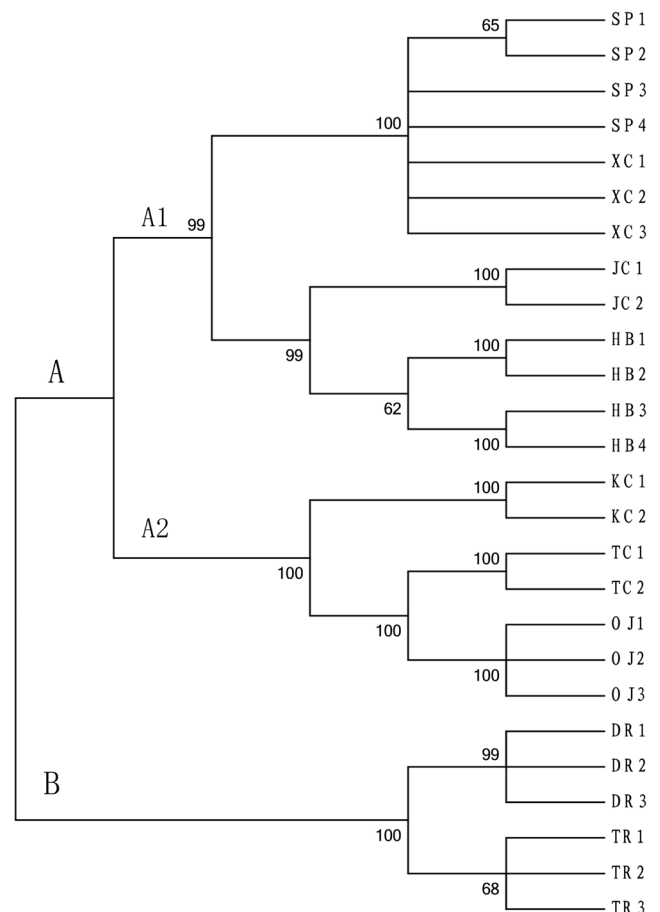 SP1
65
SP2
SP3
100
SP4
XC1
XC2
A1
99
XC3
JC1
100
JC2
HB1
100
99
A
HB2
62
HB3
100
HB4
KC1
100
KC2
A2
TC1
100
100
TC2
OJ1
100
OJ2
100
OJ3
DR1
99
DR2
B
DR3
100
TR1
TR2
68
TR3